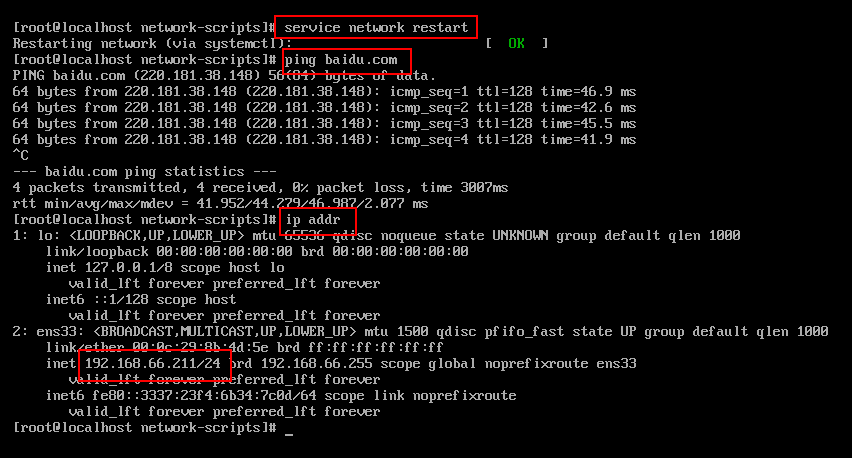 [root@localhost network-scripts]# service network restart
Restarting network (via systemctl): [ OK ]
[root@localhost network-scripts]# ping baidu.com
PING baidu.com (220.181.38.148) 56(84) bytes of data.
64 bytes from 220.181.38.148 (220.181.38.148): icmp_seq=1 ttl=128 time=46.9 ms
64 bytes from 220.181.38.148 (220.181.38.148): icmp_seq=2 ttl=128 time=42.6 ms
64 bytes from 220.181.38.148 (220.181.38.148): icmp_seq=3 ttl=128 time=45.5 ms
64 bytes from 220.181.38.148 (220.181.38.148): icmp_seq=4 ttl=128 time=41.9 ms
^C
--- baidu.com ping statistics ---
4 packets transmitted, 4 received, 0% packet loss, time 3007ms
rtt min/avg/max/mdev = 41.952/44.279/46.987/2.077 ms
[root@localhost network-scripts]# ip addr
1: lo: <LOOPBACK,UP,LOWER_UP> mtu 65536 qdisc noqueue state UNKNOWN group default qlen 1000
link/loopback 00:00:00:00:00:00 brd 00:00:00:00:00:00
inet 127.0.0.1/8 scope host lo
valid_lft forever preferred_lft forever
inet6 ::1/128 scope host
valid_lft forever preferred_lft forever
2: ens33: <BROADCAST,MULTICAST,UP,LOWER_UP> mtu 1500 qdisc pfifo_fast state UP group default qlen 1000
link/ether 00:0c:29:8b:4d:5e brd ff:ff:ff:ff:ff:ff
inet 192.168.66.211/24 brd 192.168.66.255 scope global noprefixroute ens33
valid_lft forever preferred_lft forever
inet6 fe80::3337:23f4:6b34:7c0d/64 scope link noprefixroute
valid_lft forever preferred_lft forever
[root@localhost network-scripts]# _